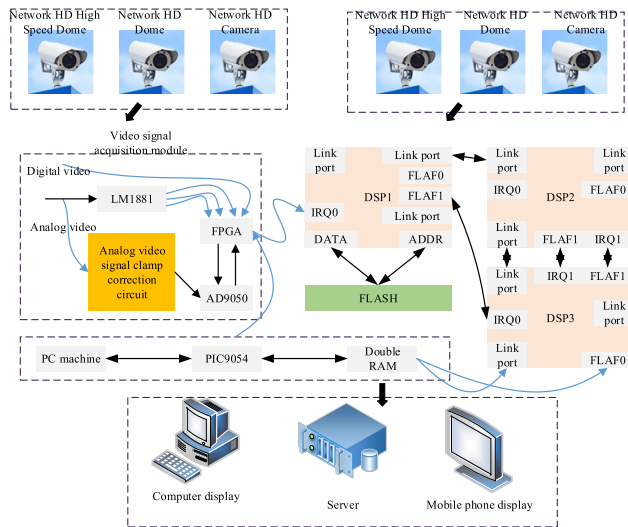 Network HD High
Speed Dome
Network HD
Dome
Network HD
Camera
Network HD High
Speed Dome
Network HD
Dome
Network HD
Camera
Video signal
acquisition module
Digital video
LM1881
Analog video
FPGA
Analog video
signal clamp
correction
circuit
AD9050
Link
port
Link port
FLAF0
DSP1
FLAF1
IRQ0
Link port
DATA
ADDR
FLASH
Link
port
Link
port
IRQ0
DSP2
FLAF0
Link
port
FLAF1
IRQ1
Link
port
IRQ1
FLAF1
IRQ0
DSP3
Link
port
Link
port
FLAF0
PC machine
PIC9054
Double
RAM
Computer display
Server
Mobile phone display